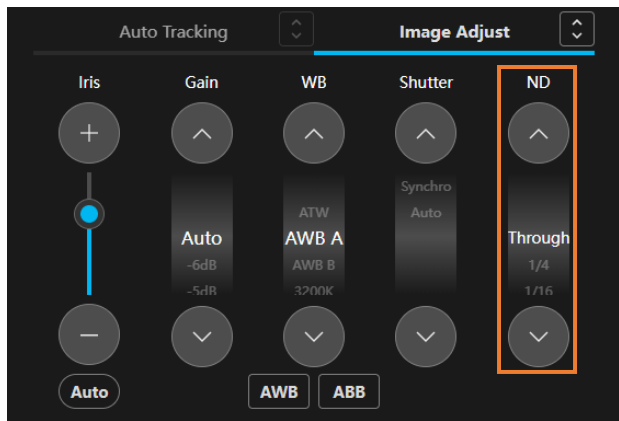 Auto Tracking
Image Adjust
Iris
Gain
WB
Shutter
ND
Synchro
ATW
Auto
Auto
AWB A
Through
-6dB
AWB B
1/4
-5dB
3200K
1/16
Auto
AWB
ABB